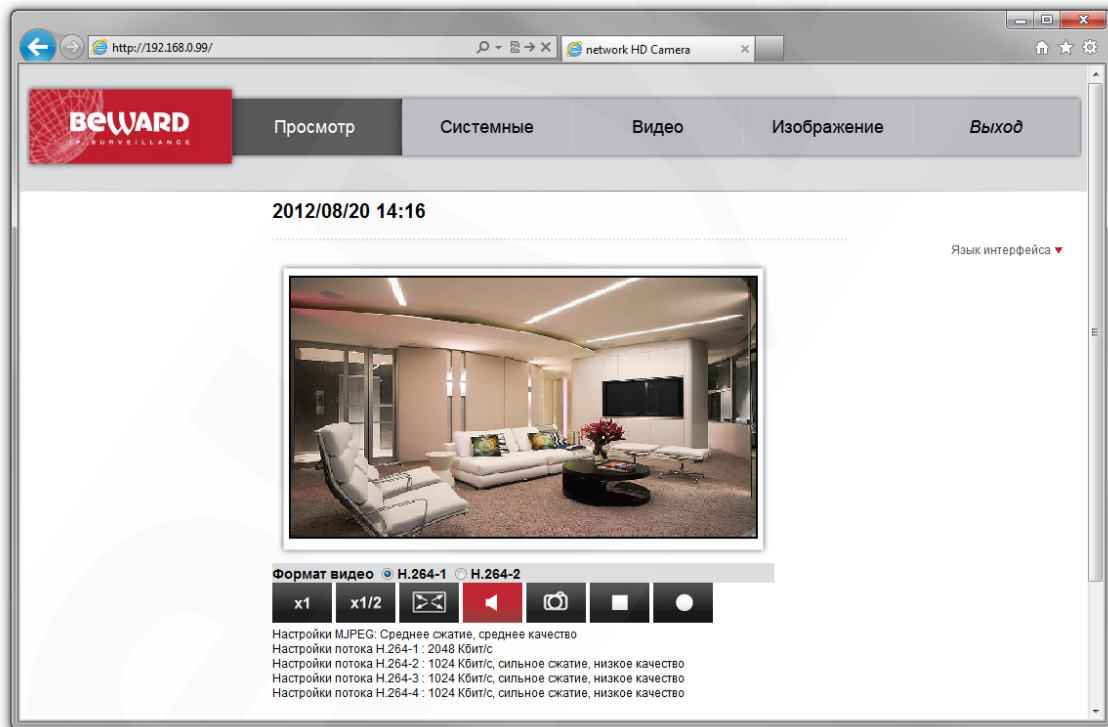 http://192.168.0.99/
network HD Camera
BEWARD
IP SURVEILLANCE
Просмотр
Системные
Видео
Изображение
Выход
2012/08/20 14:16
Язык интерфейса
Формат видео H.264-1 H.264-2
x1 x1/2
Настройки MJPEG: Среднее сжатие, среднее качество
Настройки потока H.264-1 : 2048 Кбит/с
Настройки потока H.264-2 : 1024 Кбит/с, сильное сжатие, низкое качество
Настройки потока H.264-3 : 1024 Кбит/с, сильное сжатие, низкое качество
Настройки потока H.264-4 : 1024 Кбит/с, сильное сжатие, низкое качество